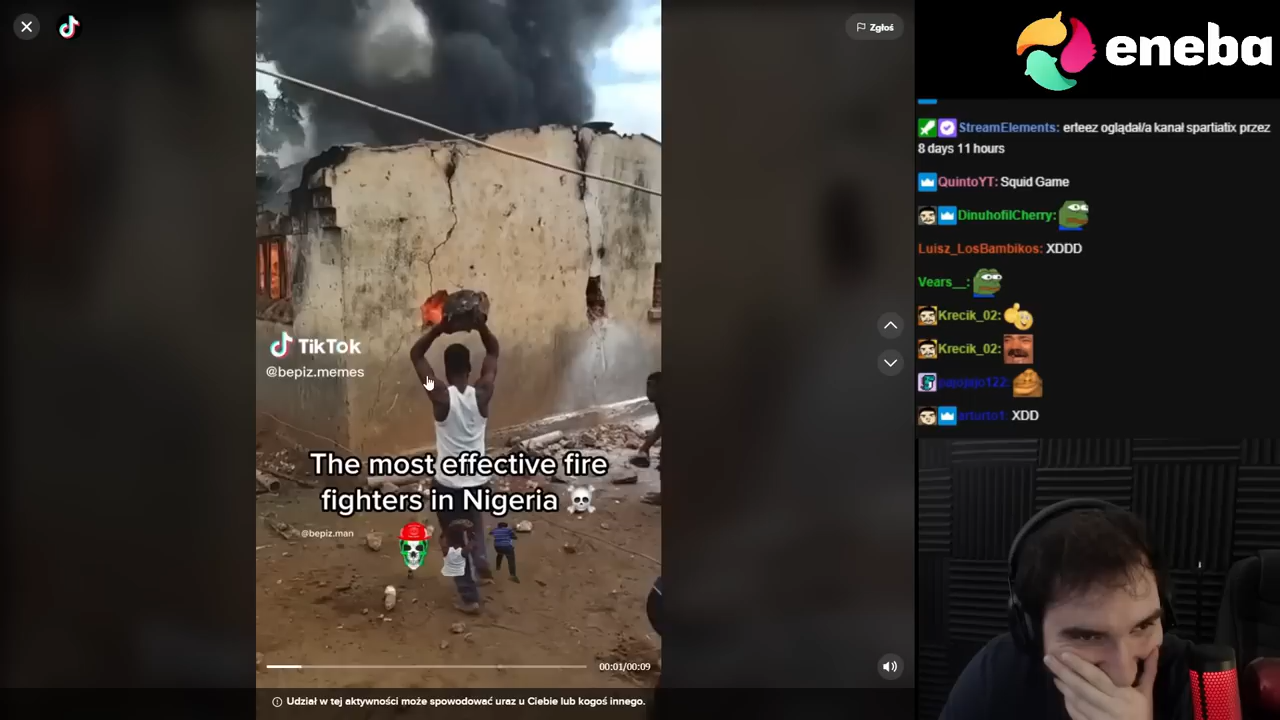 Zgłoś
TikTok
@bepiz.memes
The most effective fire
fighters in Nigeria ☠️
@bepiz.man
00:01/00:09
Udział w tej aktywności może spowodować uraz u Ciebie lub kogoś innego.
eneba
StreamElements: erteez oglądał/a kanał spartiatix przez
8 days 11 hours
QuintoYT: Squid Game
DinuhofilCherry:
Luisz_LosBambikos: XDDD
Vears__:
Krecik_02:
Krecik_02:
arturto1: XDD